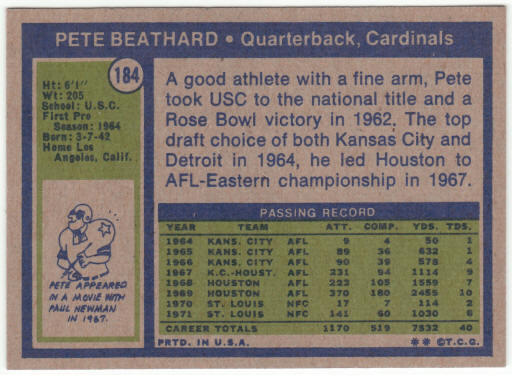 PETE BEATHARD • Quarterback, Cardinals
184
Ht: 6'1"
Wt: 205
School: U.S.C.
First Pro
Season: 1964
Born: 3-7-42
Home Los
Angeles, Calif.
A good athlete with a fine arm, Pete
took USC to the national title and a
Rose Bowl victory in 1962. The top
draft choice of both Kansas City and
Detroit in 1964, he led Houston to
AFL-Eastern championship in 1967.
PETE APPEARED
IN A MOVIE WITH
PAUL NEWMAN
IN 1967.
PASSING RECORD
YEAR TEAM ATT. COMP. YDS. TDS.
1964 KANS. CITY AFL 9 4 50 1
1965 KANS. CITY AFL 89 36 632 1
1966 KANS. CITY AFL 90 39 578 4
1967 K.C.-HOUST. AFL 231 94 1114 9
1968 HOUSTON AFL 223 105 1559 7
1969 HOUSTON AFL 370 180 2455 10
1970 ST. LOUIS NFC 17 7 114 2
1971 ST. LOUIS NFC 141 60 1030 6
CAREER TOTALS 1170 519 7532 40
PRTD. IN U.S.A. ** © T.C.G.